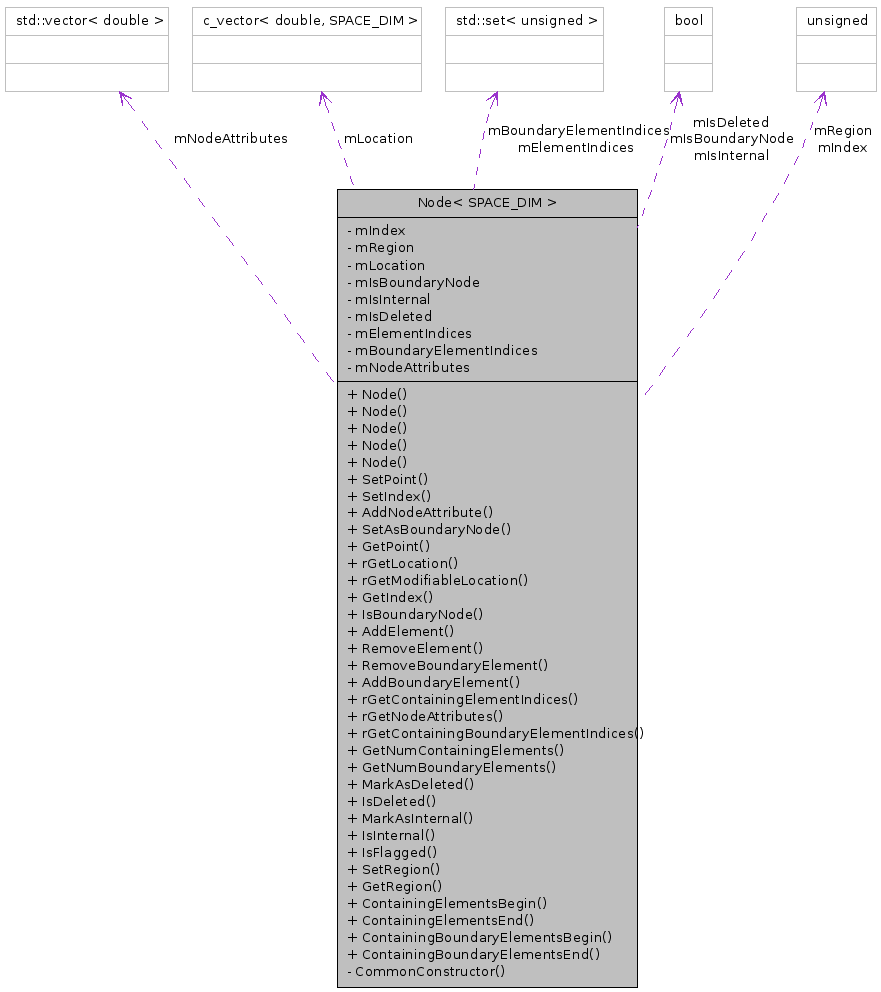 std::vector< double >
c_vector< double, SPACE_DIM >
std::set< unsigned >
bool
unsigned
mNodeAttributes
mLocation
mBoundaryElementIndices
mElementIndices
mIsDeleted
mIsBoundaryNode
mIsInternal
mRegion
mIndex
Node< SPACE_DIM >
- mIndex
- mRegion
- mLocation
- mIsBoundaryNode
- mIsInternal
- mIsDeleted
- mElementIndices
- mBoundaryElementIndices
- mNodeAttributes
+ Node()
+ Node()
+ Node()
+ Node()
+ Node()
+ SetPoint()
+ SetIndex()
+ AddNodeAttribute()
+ SetAsBoundaryNode()
+ GetPoint()
+ rGetLocation()
+ rGetModifiableLocation()
+ GetIndex()
+ IsBoundaryNode()
+ AddElement()
+ RemoveElement()
+ RemoveBoundaryElement()
+ AddBoundaryElement()
+ rGetContainingElementIndices()
+ rGetNodeAttributes()
+ rGetContainingBoundaryElementIndices()
+ GetNumContainingElements()
+ GetNumBoundaryElements()
+ MarkAsDeleted()
+ IsDeleted()
+ MarkAsInternal()
+ IsInternal()
+ IsFlagged()
+ SetRegion()
+ GetRegion()
+ ContainingElementsBegin()
+ ContainingElementsEnd()
+ ContainingBoundaryElementsBegin()
+ ContainingBoundaryElementsEnd()
- CommonConstructor()